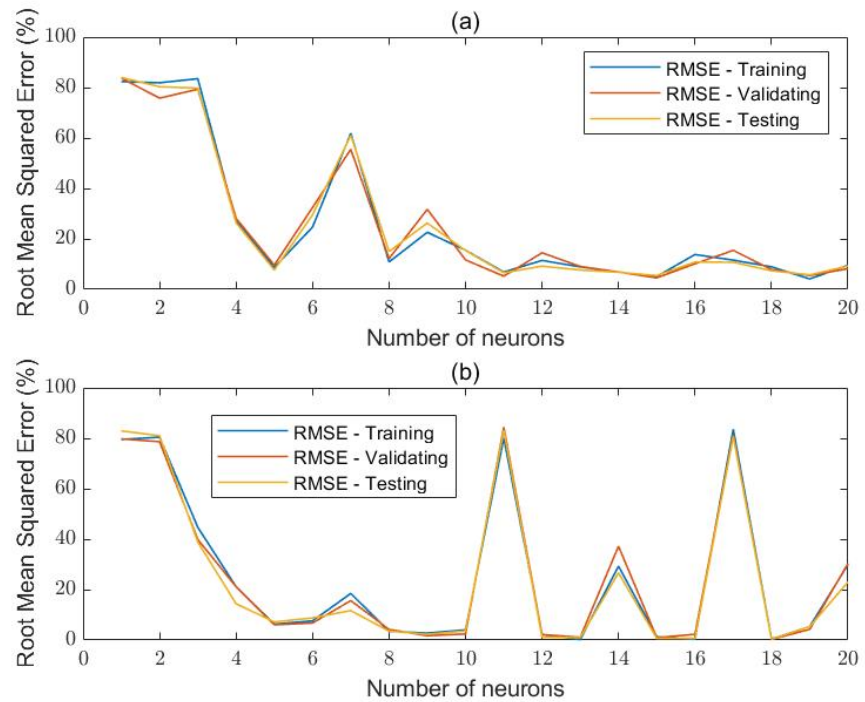 (a)
Root Mean Squared Error (%)
100
80
60
40
20
0
RMSE - Training
RMSE - Validating
RMSE - Testing
0 2 4 6 8 10 12 14 16 18 20
Number of neurons
(b)
Root Mean Squared Error (%)
100
80
60
40
20
0
RMSE - Training
RMSE - Validating
RMSE - Testing
0 2 4 6 8 10 12 14 16 18 20
Number of neurons